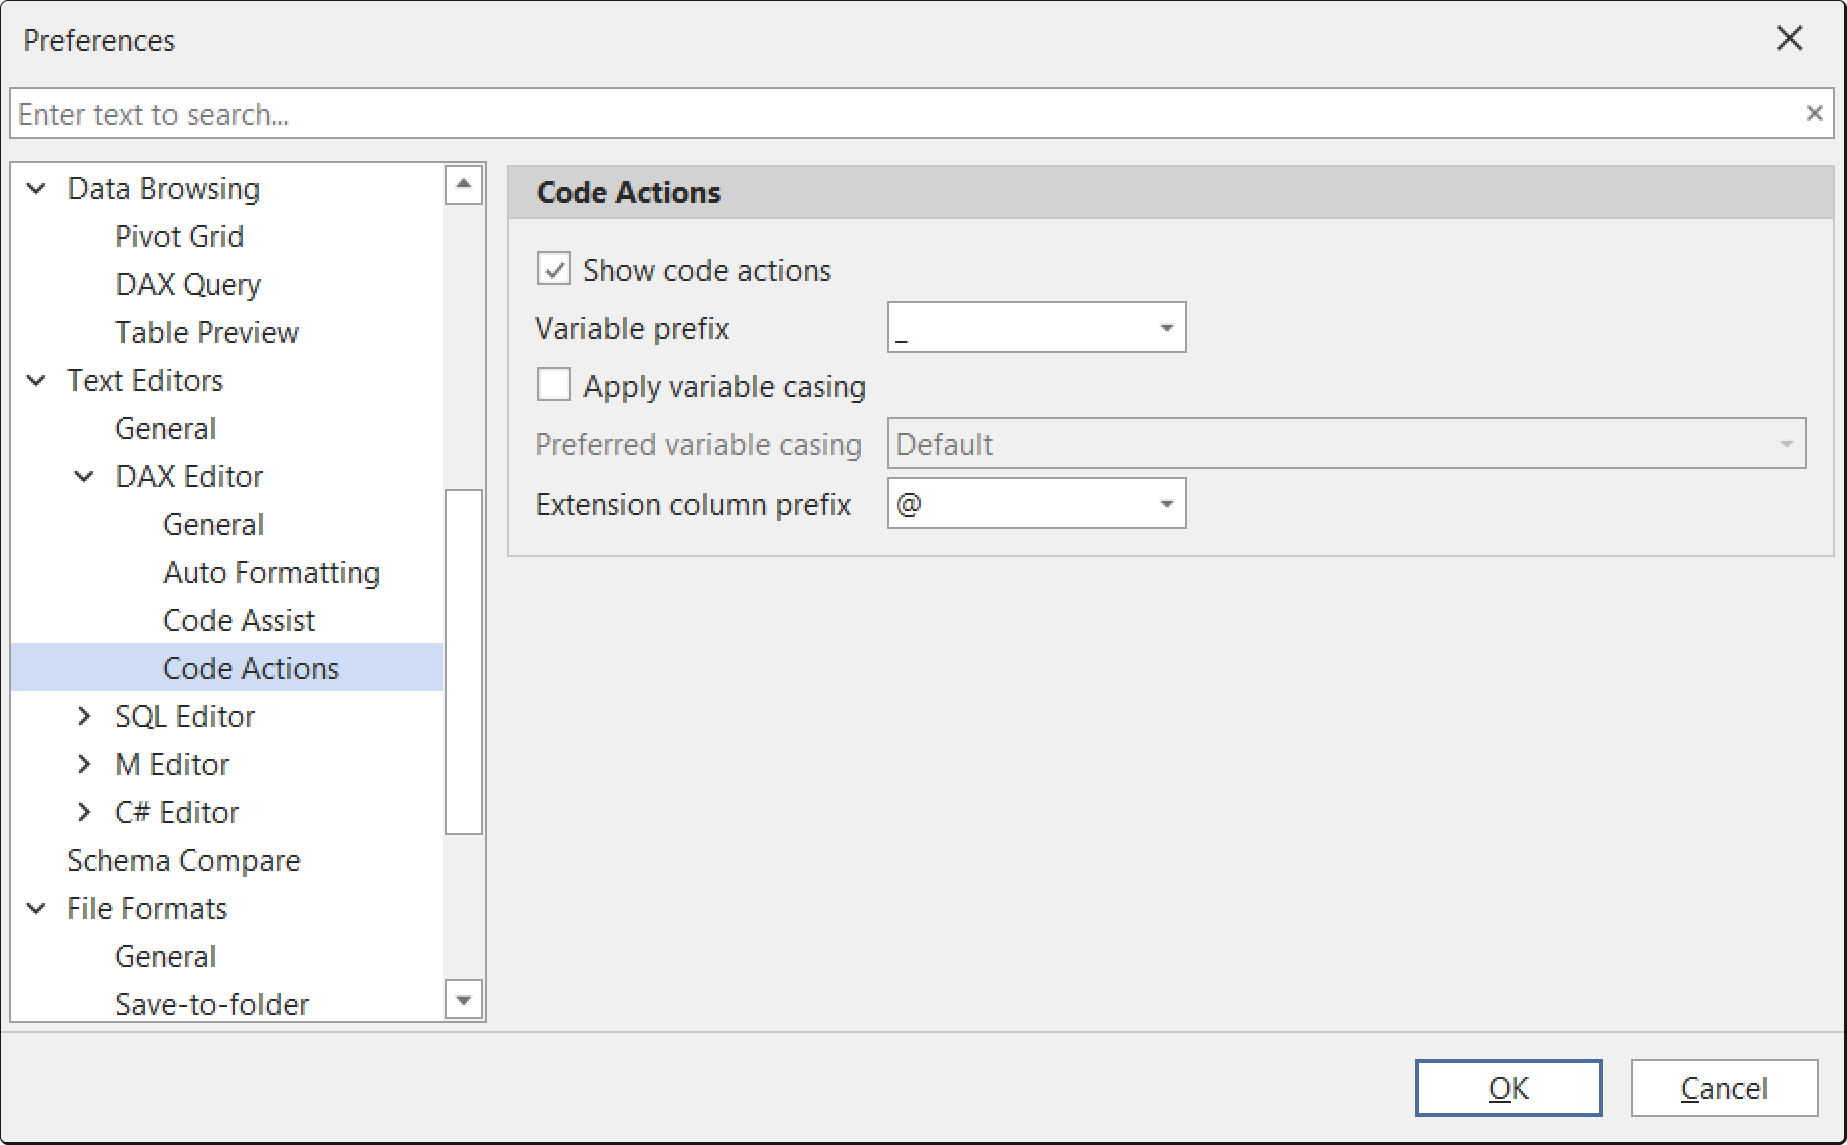 Preferences
Enter text to search...
Data Browsing
Pivot Grid
DAX Query
Table Preview
Text Editors
General
DAX Editor
General
Auto Formatting
Code Assist
Code Actions
SQL Editor
M Editor
C# Editor
Schema Compare
File Formats
General
Save-to-folder
Code Actions
Show code actions
Variable prefix _
Apply variable casing
Preferred variable casing Default
Extension column prefix @
OK Cancel